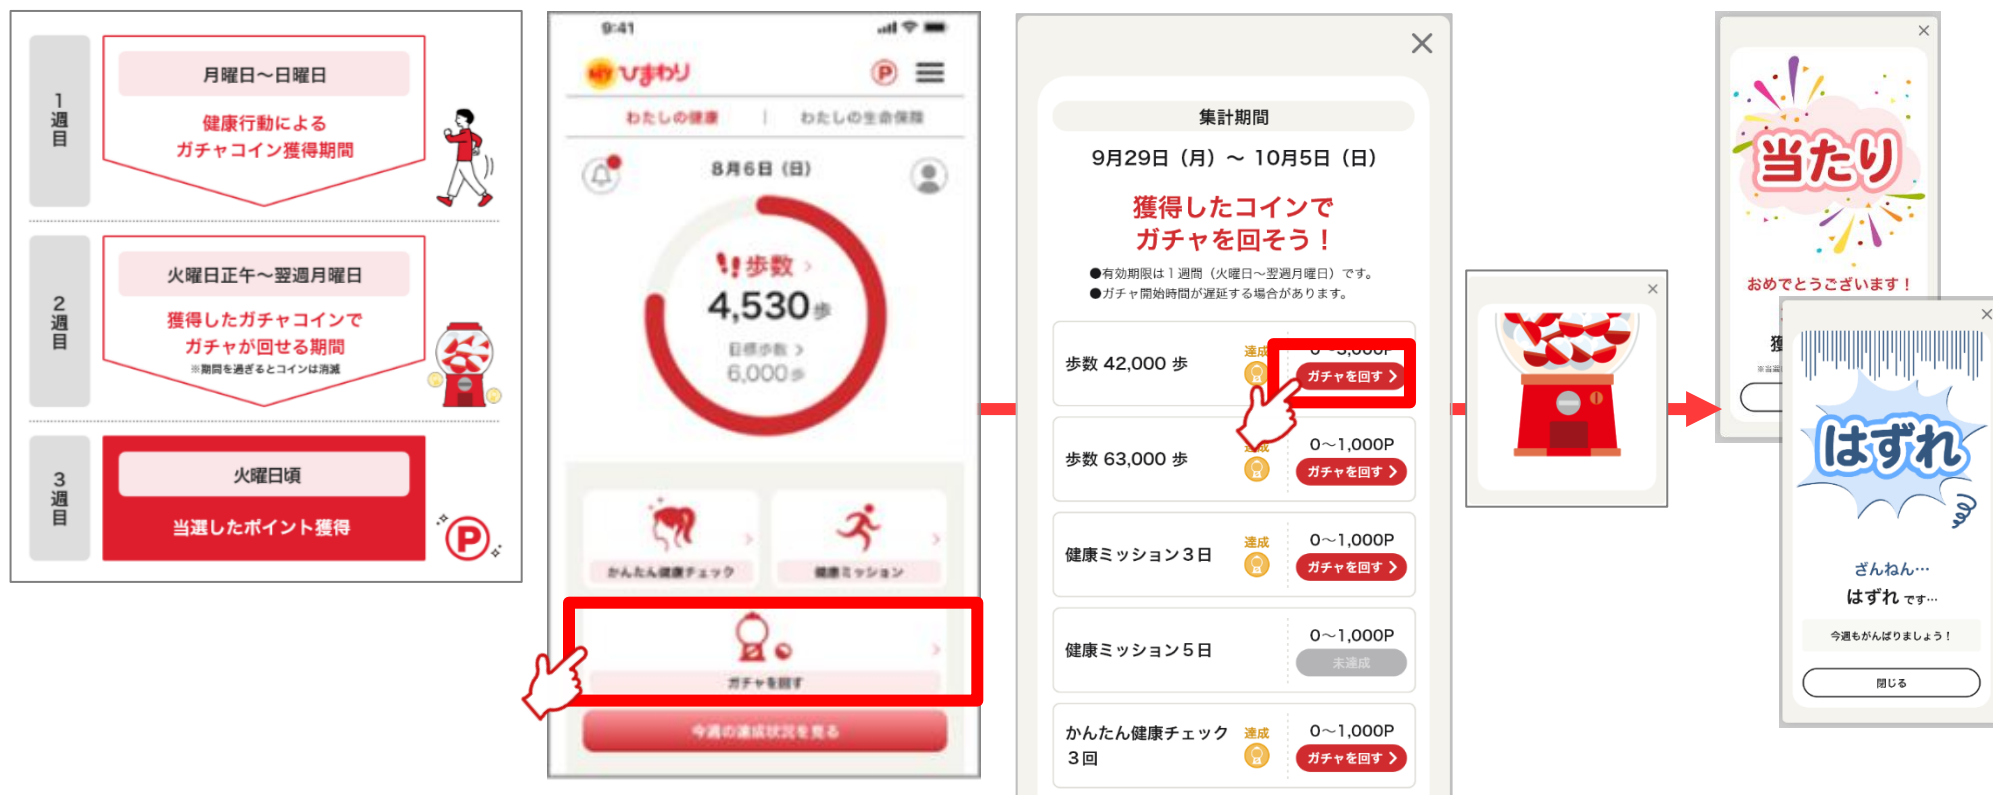 1週目
月曜日～日曜日
健康行動による
ガチャコイン獲得期間
2週目
火曜日正午～翌週月曜日
獲得したガチャコインで
ガチャが回せる期間
※期間を過ぎるとコインは消滅
3週目
火曜日頃
当選したポイント獲得
P
9:41
MYひまわり
P
わたしの健康 | わたしの生命保険
8月6日（日）
歩数
4,530歩
目標歩数
6,000歩
かんたん健康チェック
健康ミッション
ガチャを回す
今週の達成状況を見る
集計期間
9月29日（月）～ 10月5日（日）
獲得したコインで
ガチャを回そう！
●有効期限は1週間（火曜日～翌週月曜日）です。
●ガチャ開始時間が遅延する場合があります。
歩数 42,000 歩
達成
ガチャを回す
歩数 63,000 歩
0～1,000P
ガチャを回す
健康ミッション3日
達成
0～1,000P
ガチャを回す
健康ミッション5日
0～1,000P
未達成
かんたん健康チェック
3回
達成
0～1,000P
ガチャを回す
当たり
おめでとうございます！
はずれ
ざんねん…
はずれ です…
今週もがんばりましょう！
閉じる